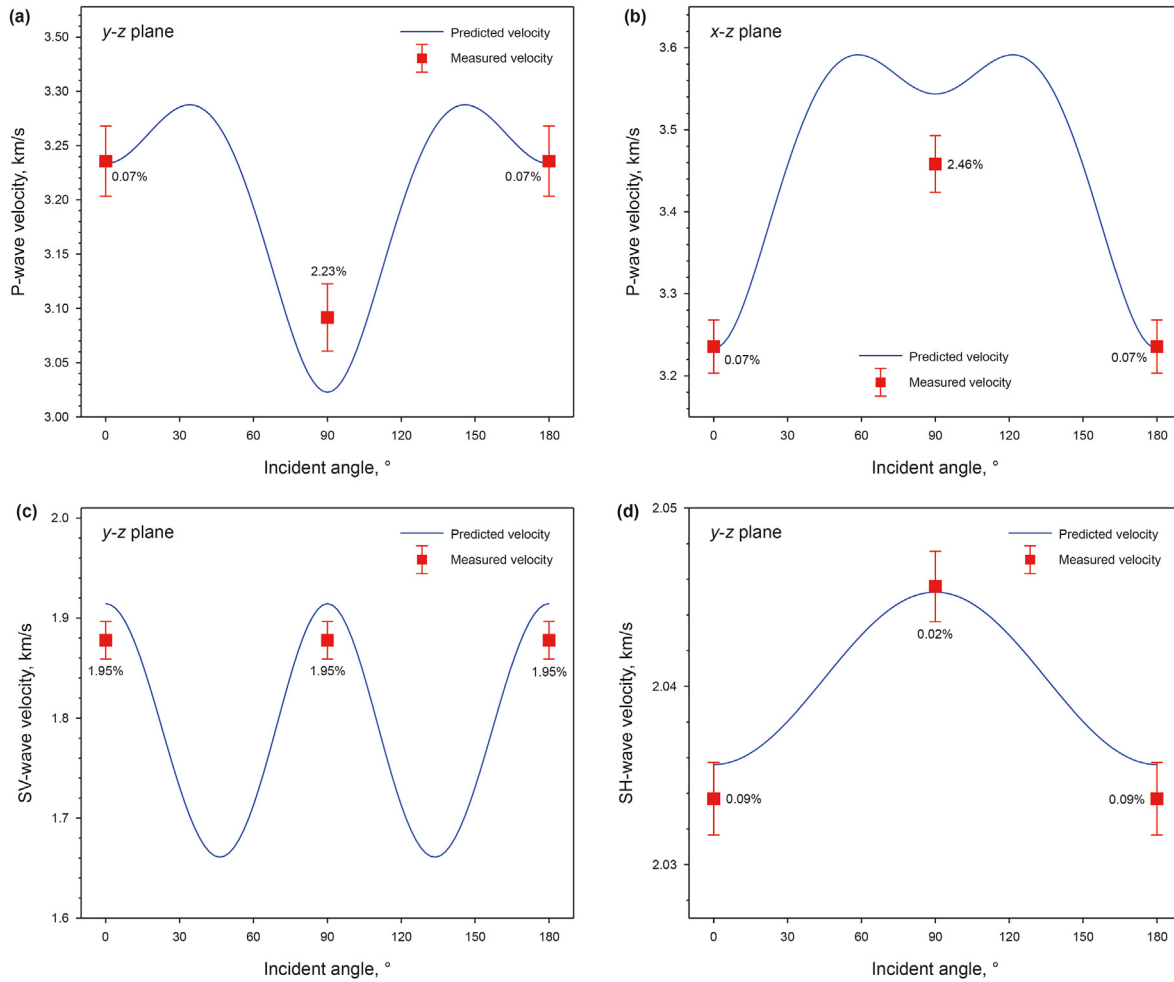 (a)
y-z plane
Predicted velocity
Measured velocity
3.50
3.45
3.40
3.35
3.30
3.25
3.20
3.15
3.10
3.05
3.00
P-wave velocity, km/s
0.07%
2.23%
0.07%
0 30 60 90 120 150 180
Incident angle, °
(b)
x-z plane
3.6
3.5
3.4
3.3
3.2
P-wave velocity, km/s
2.46%
0.07%
0.07%
Predicted velocity
Measured velocity
0 30 60 90 120 150 180
Incident angle, °
(c)
y-z plane
Predicted velocity
Measured velocity
2.0
1.9
1.8
1.7
1.6
SV-wave velocity, km/s
1.95%
1.95%
1.95%
0 30 60 90 120 150 180
Incident angle, °
(d)
y-z plane
Predicted velocity
Measured velocity
2.05
2.04
2.03
SH-wave velocity, km/s
0.02%
0.09%
0.09%
0 30 60 90 120 150 180
Incident angle, °